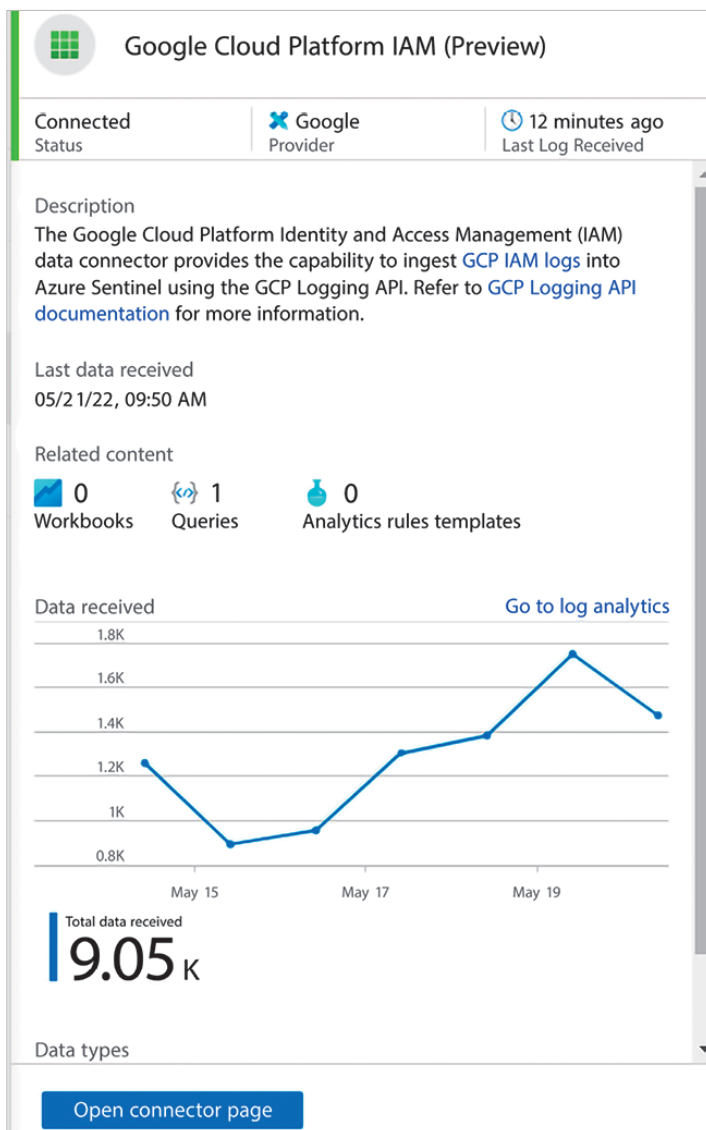 Google Cloud Platform IAM (Preview)
Connected
Status
Google
Provider
12 minutes ago
Last Log Received
Description
The Google Cloud Platform Identity and Access Management (IAM)
data connector provides the capability to ingest GCP IAM logs into
Azure Sentinel using the GCP Logging API. Refer to GCP Logging API
documentation for more information.
Last data received
05/21/22, 09:50 AM
Related content
0
Workbooks
1
Queries
0
Analytics rules templates
Data received
Go to log analytics
1.8K
1.6K
1.4K
1.2K
1K
0.8K
May 15
May 17
May 19
Total data received
9.05 K
Data types
Open connector page